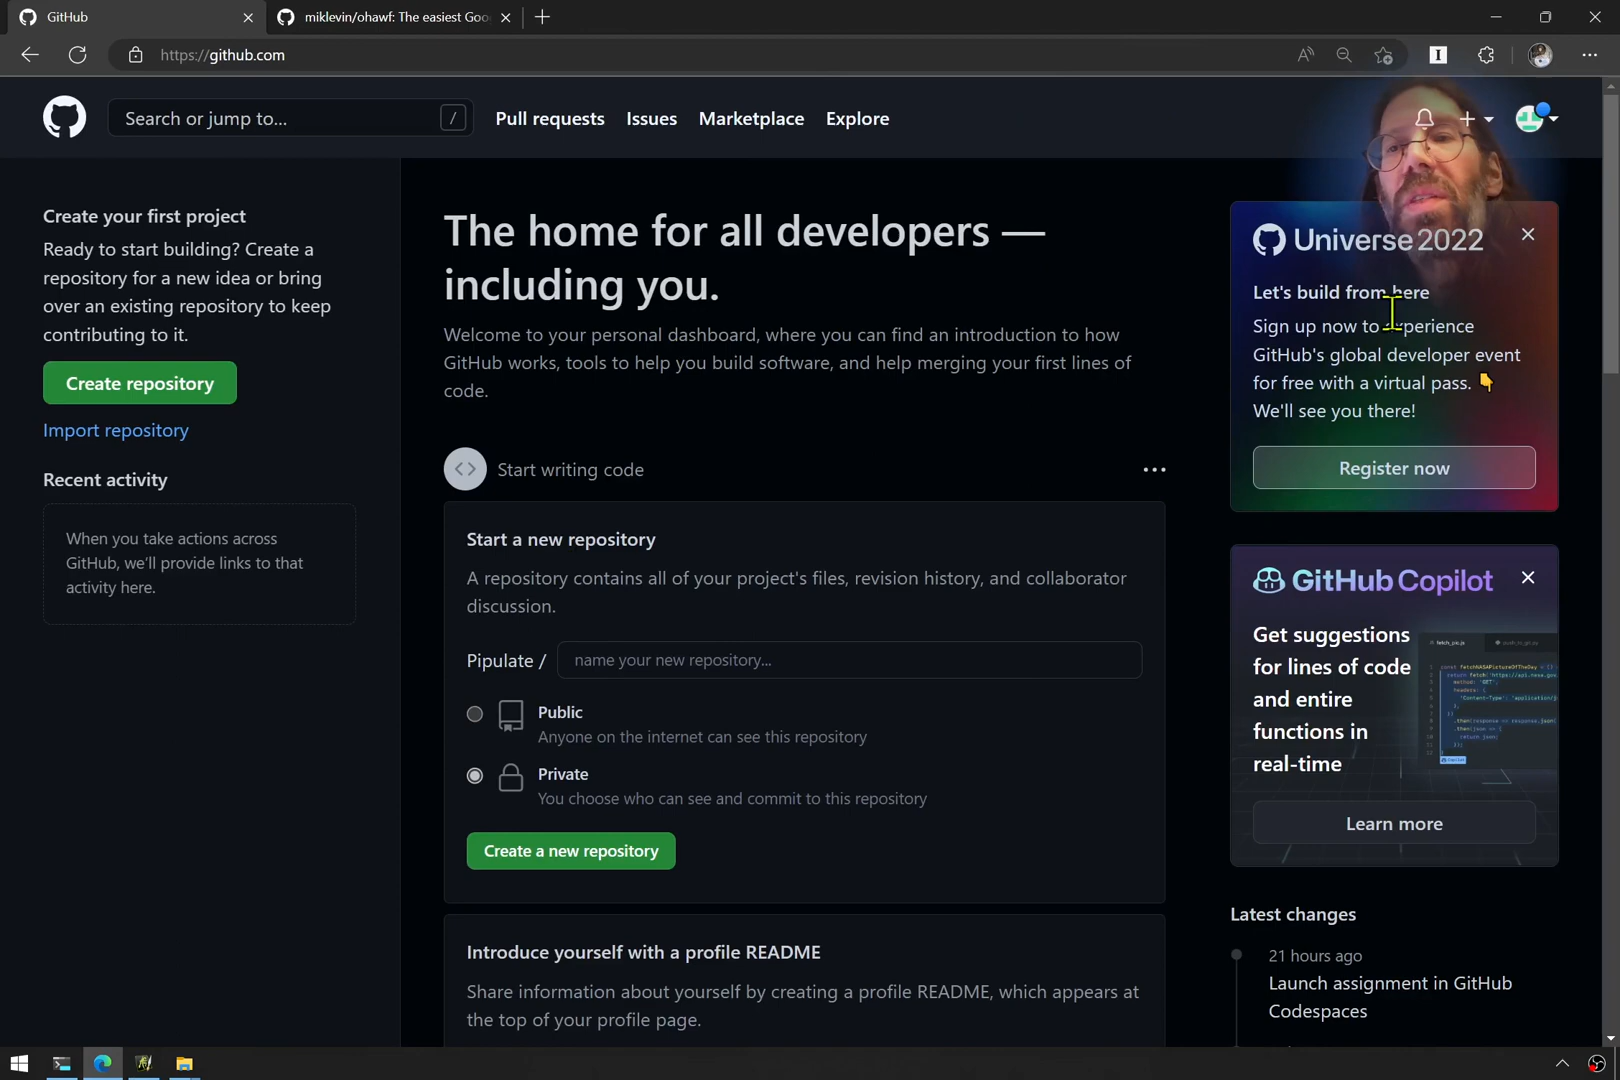 GitHub
miklevin/ohawf: The easiest Goo
https://github.com
Search or jump to...
/
Pull requests
Issues
Marketplace
Explore
Create your first project
Ready to start building? Create a
repository for a new idea or bring
over an existing repository to keep
contributing to it.
Create repository
Import repository
Recent activity
When you take actions across
GitHub, we'll provide links to that
activity here.
The home for all developers —
including you.
Welcome to your personal dashboard, where you can find an introduction to how
GitHub works, tools to help you build software, and help merging your first lines of
code.
Start writing code
Start a new repository
A repository contains all of your project's files, revision history, and collaborator
discussion.
Pipulate /
name your new repository...
Public
Anyone on the internet can see this repository
Private
You choose who can see and commit to this repository
Create a new repository
Introduce yourself with a profile README
Share information about yourself by creating a profile README, which appears at
the top of your profile page.
Universe 2022
Let's build from here
Sign up now to experience
GitHub's global developer event
for free with a virtual pass.
We'll see you there!
Register now
GitHub Copilot
Get suggestions
for lines of code
and entire
functions in
real-time
Learn more
Latest changes
21 hours ago
Launch assignment in GitHub
Codespaces